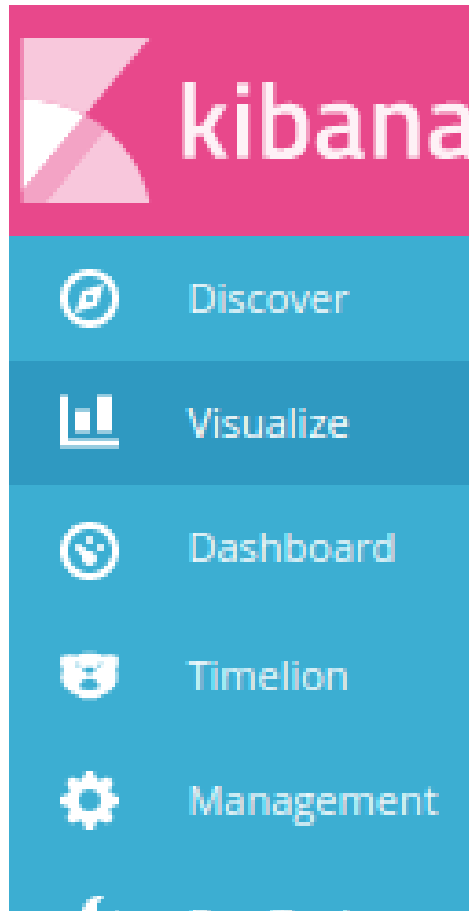 kibana
Discover
Visualize
Dashboard
Timelion
Management